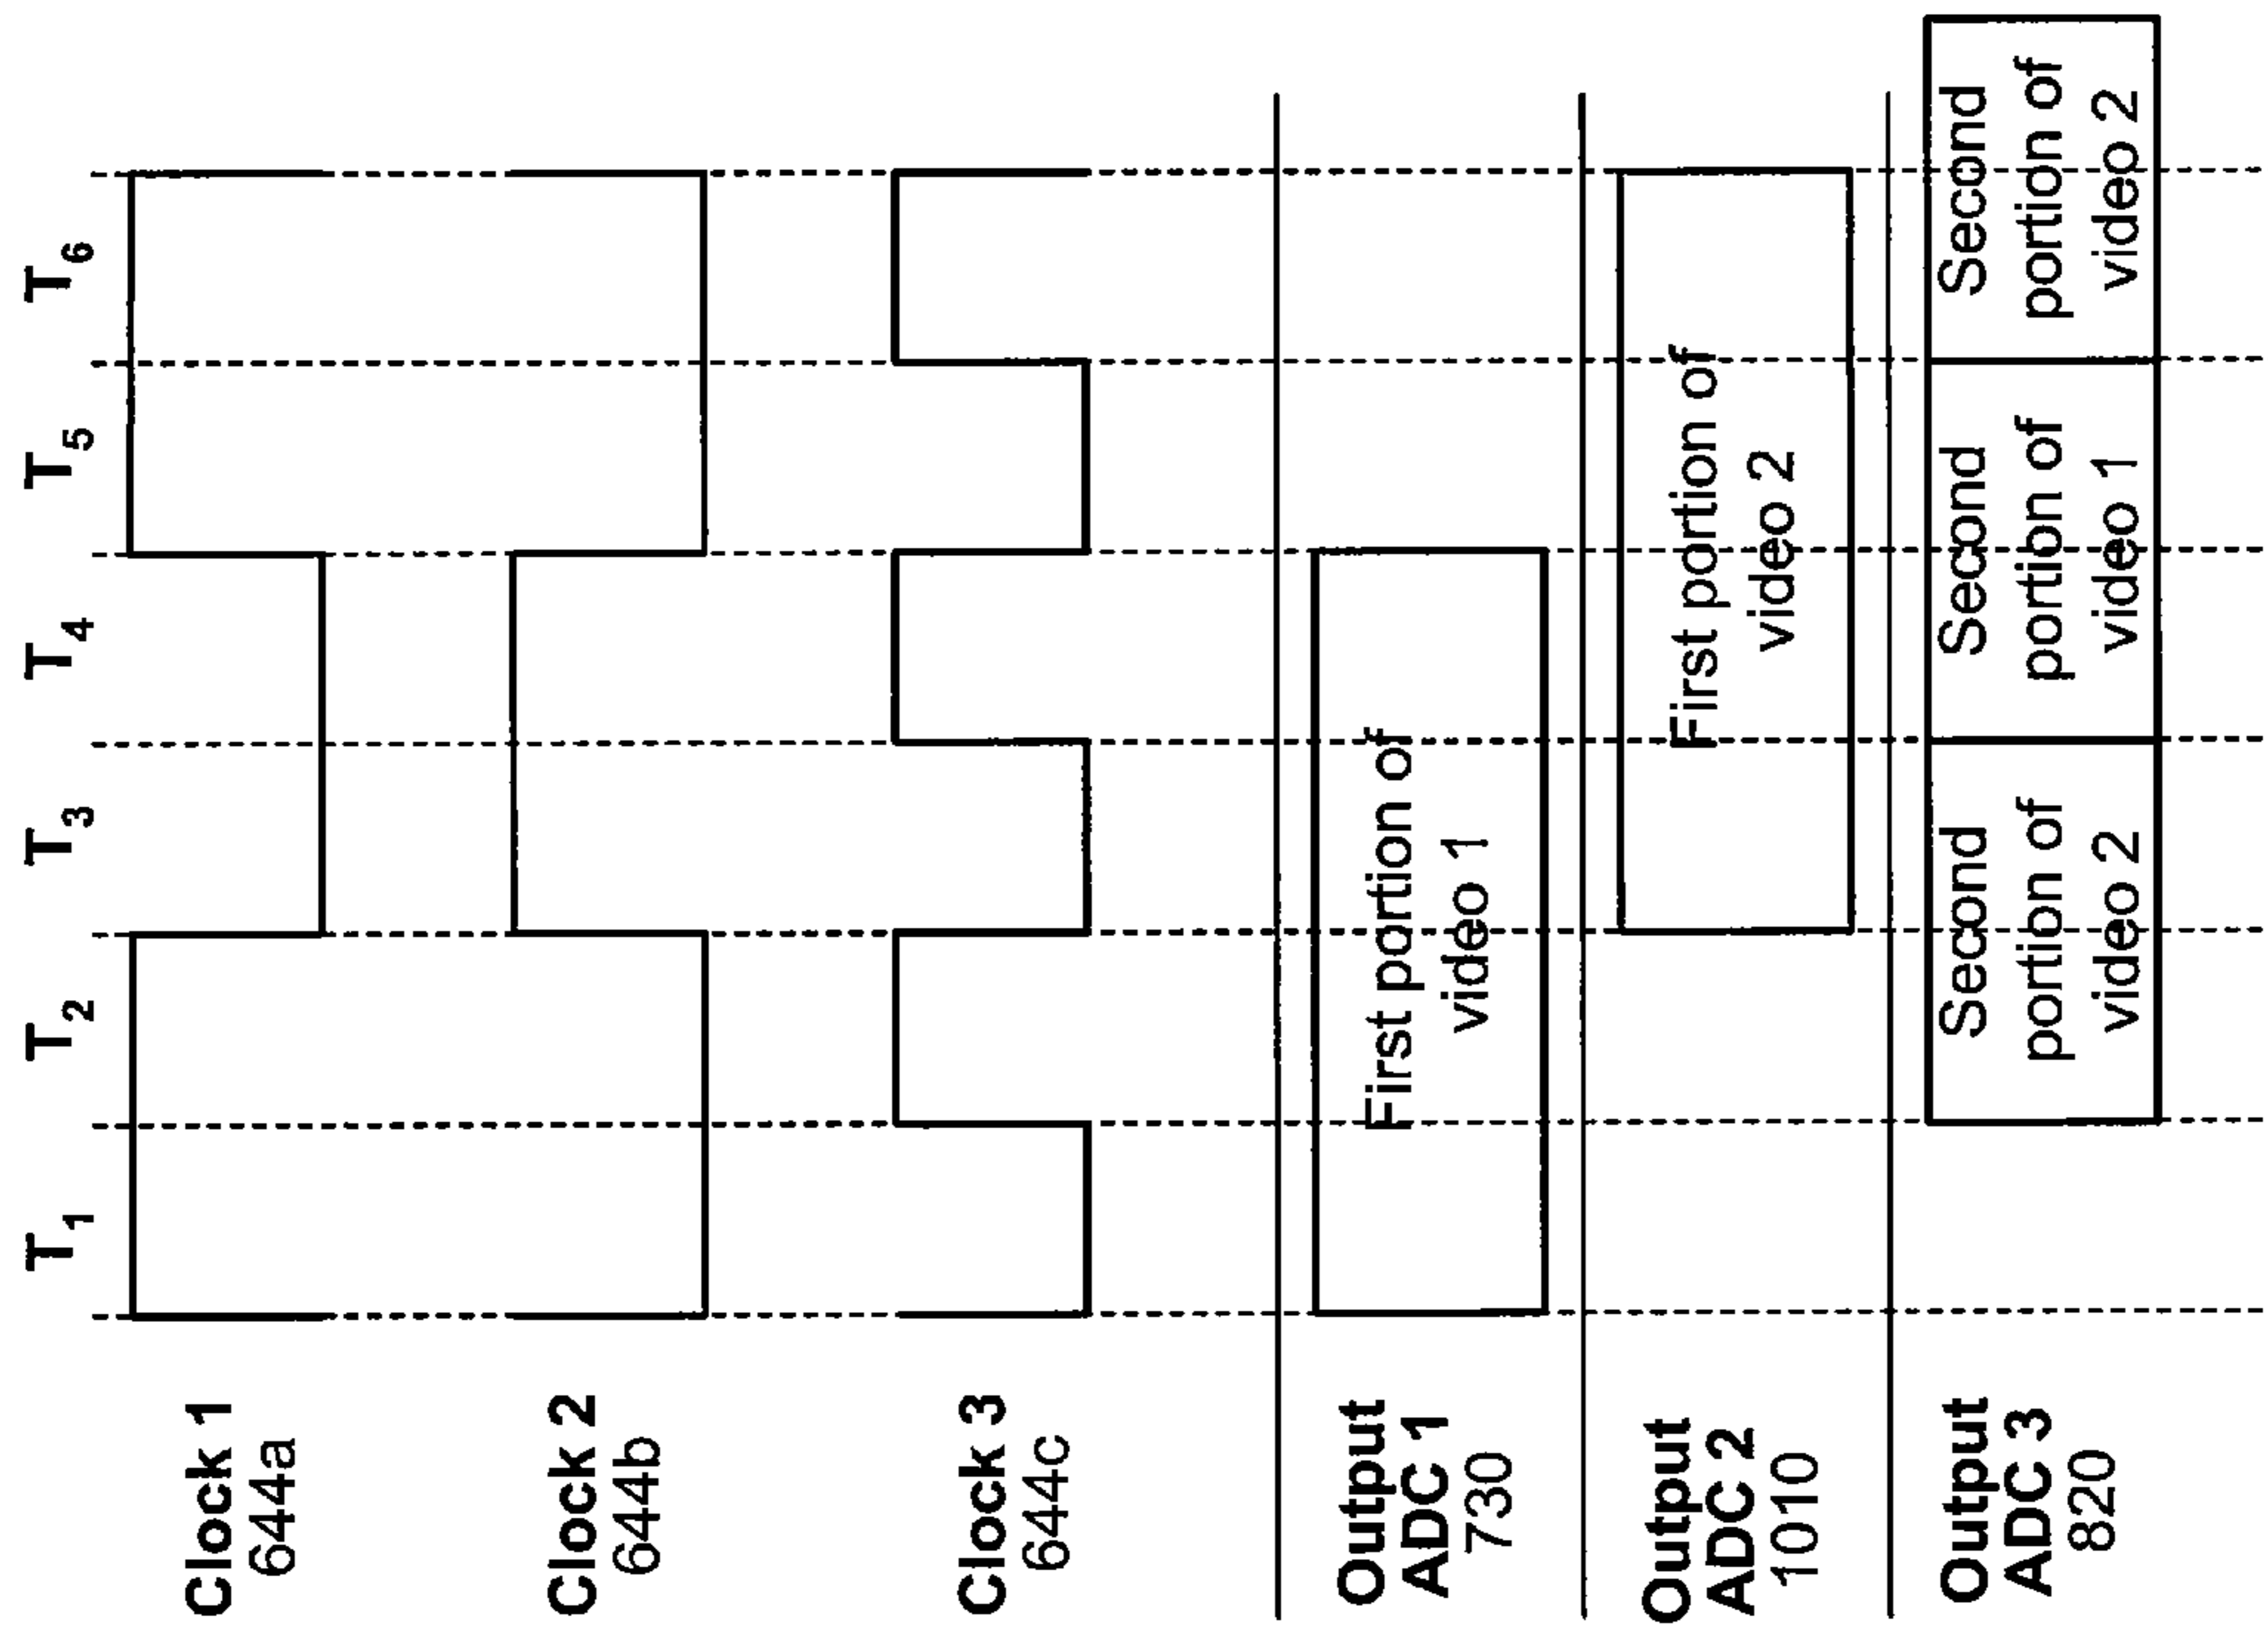 T1 T2 T3 T4 T5 T6
Clock 1
644a
Clock 2
644b
Clock 3
644c
Output
ADC 1
730
First portion of
video 1
Output
ADC 2
1010
First portion of
video 2
Output
ADC 3
820
Second
portion of
video 2
Second
portion of
video 1
Second
portion of
video 2